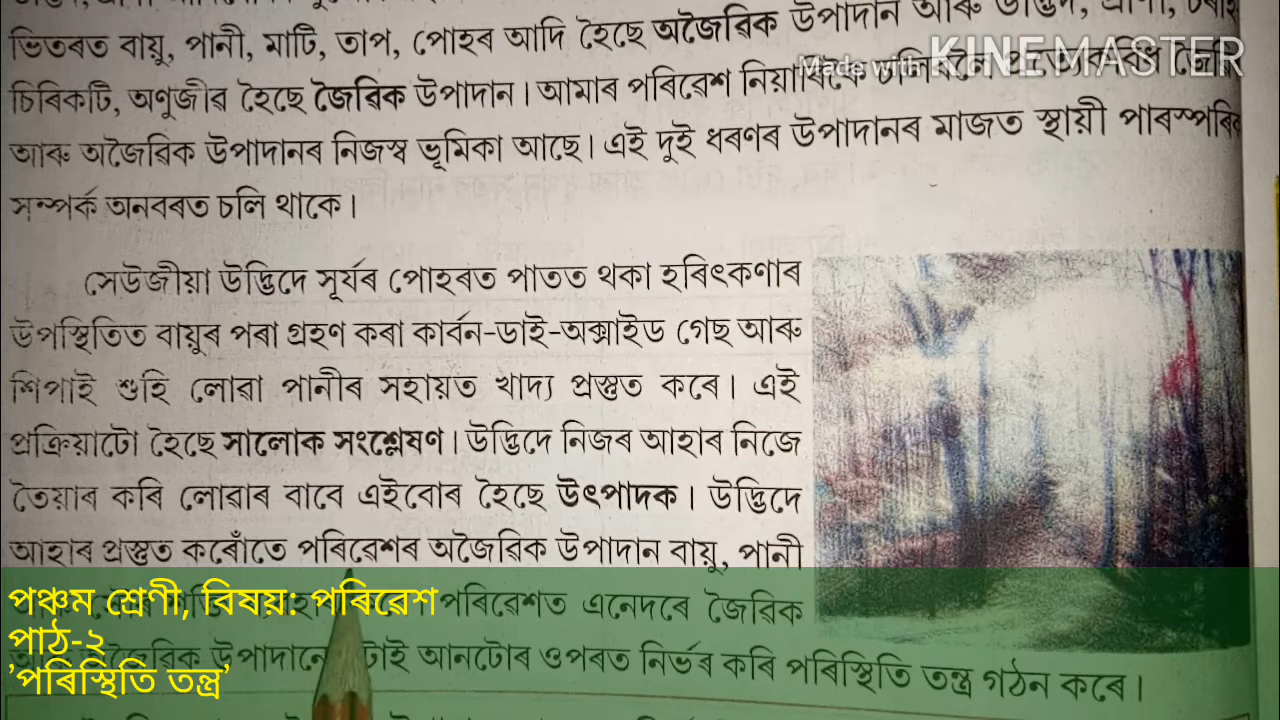 ভিতৰত বায়ু, পানী, মাটি, তাপ, পোহৰ আদি হৈছে অজৈৱিক উপাদান আৰু উদ্ভিদ, প্ৰাণী,
চিৰিকটি, অণুজীৱ হৈছে জৈৱিক উপাদান। আমাৰ পৰিৱেশ
আৰু অজৈৱিক উপাদানৰ নিজস্ব ভূমিকা আছে। এই দুই ধৰণৰ উপাদানৰ মাজত স্থায়ী
সম্পৰ্ক অনবৰত চলি থাকে।
সেউজীয়া উদ্ভিদে সূৰ্যৰ পোহৰত পাতত থকা হৰিৎকণাৰ
উপস্থিতিত বায়ুৰ পৰা গ্ৰহণ কৰা কাৰ্বন-ডাই-অক্সাইড গেছ আৰু
শিপাই শুহি লোৱা পানীৰ সহায়ত খাদ্য প্ৰস্তুত কৰে। এই
প্ৰক্ৰিয়াটো হৈছে সালোক সংশ্লেষণ। উদ্ভিদে নিজৰ আহাৰ নিজে
তৈয়াৰ কৰি লোৱাৰ বাবে এইবোৰ হৈছে উৎপাদক। উদ্ভিদে
আহাৰ প্ৰস্তুত কৰোঁতে পৰিৱেশৰ অজৈৱিক উপাদান বায়ু, পানী
পৰিৱেশত এনেদৰে জৈৱিক
আনটোৰ ওপৰত নিৰ্ভৰ কৰি পৰিস্থিতি তন্ত্ৰ গঠন কৰে।
Made with
KINEMASTER
পঞ্চম শ্ৰেণী, বিষয়: পৰিৱেশ
পাঠ-২
'পৰিস্থিতি তন্ত্ৰ'